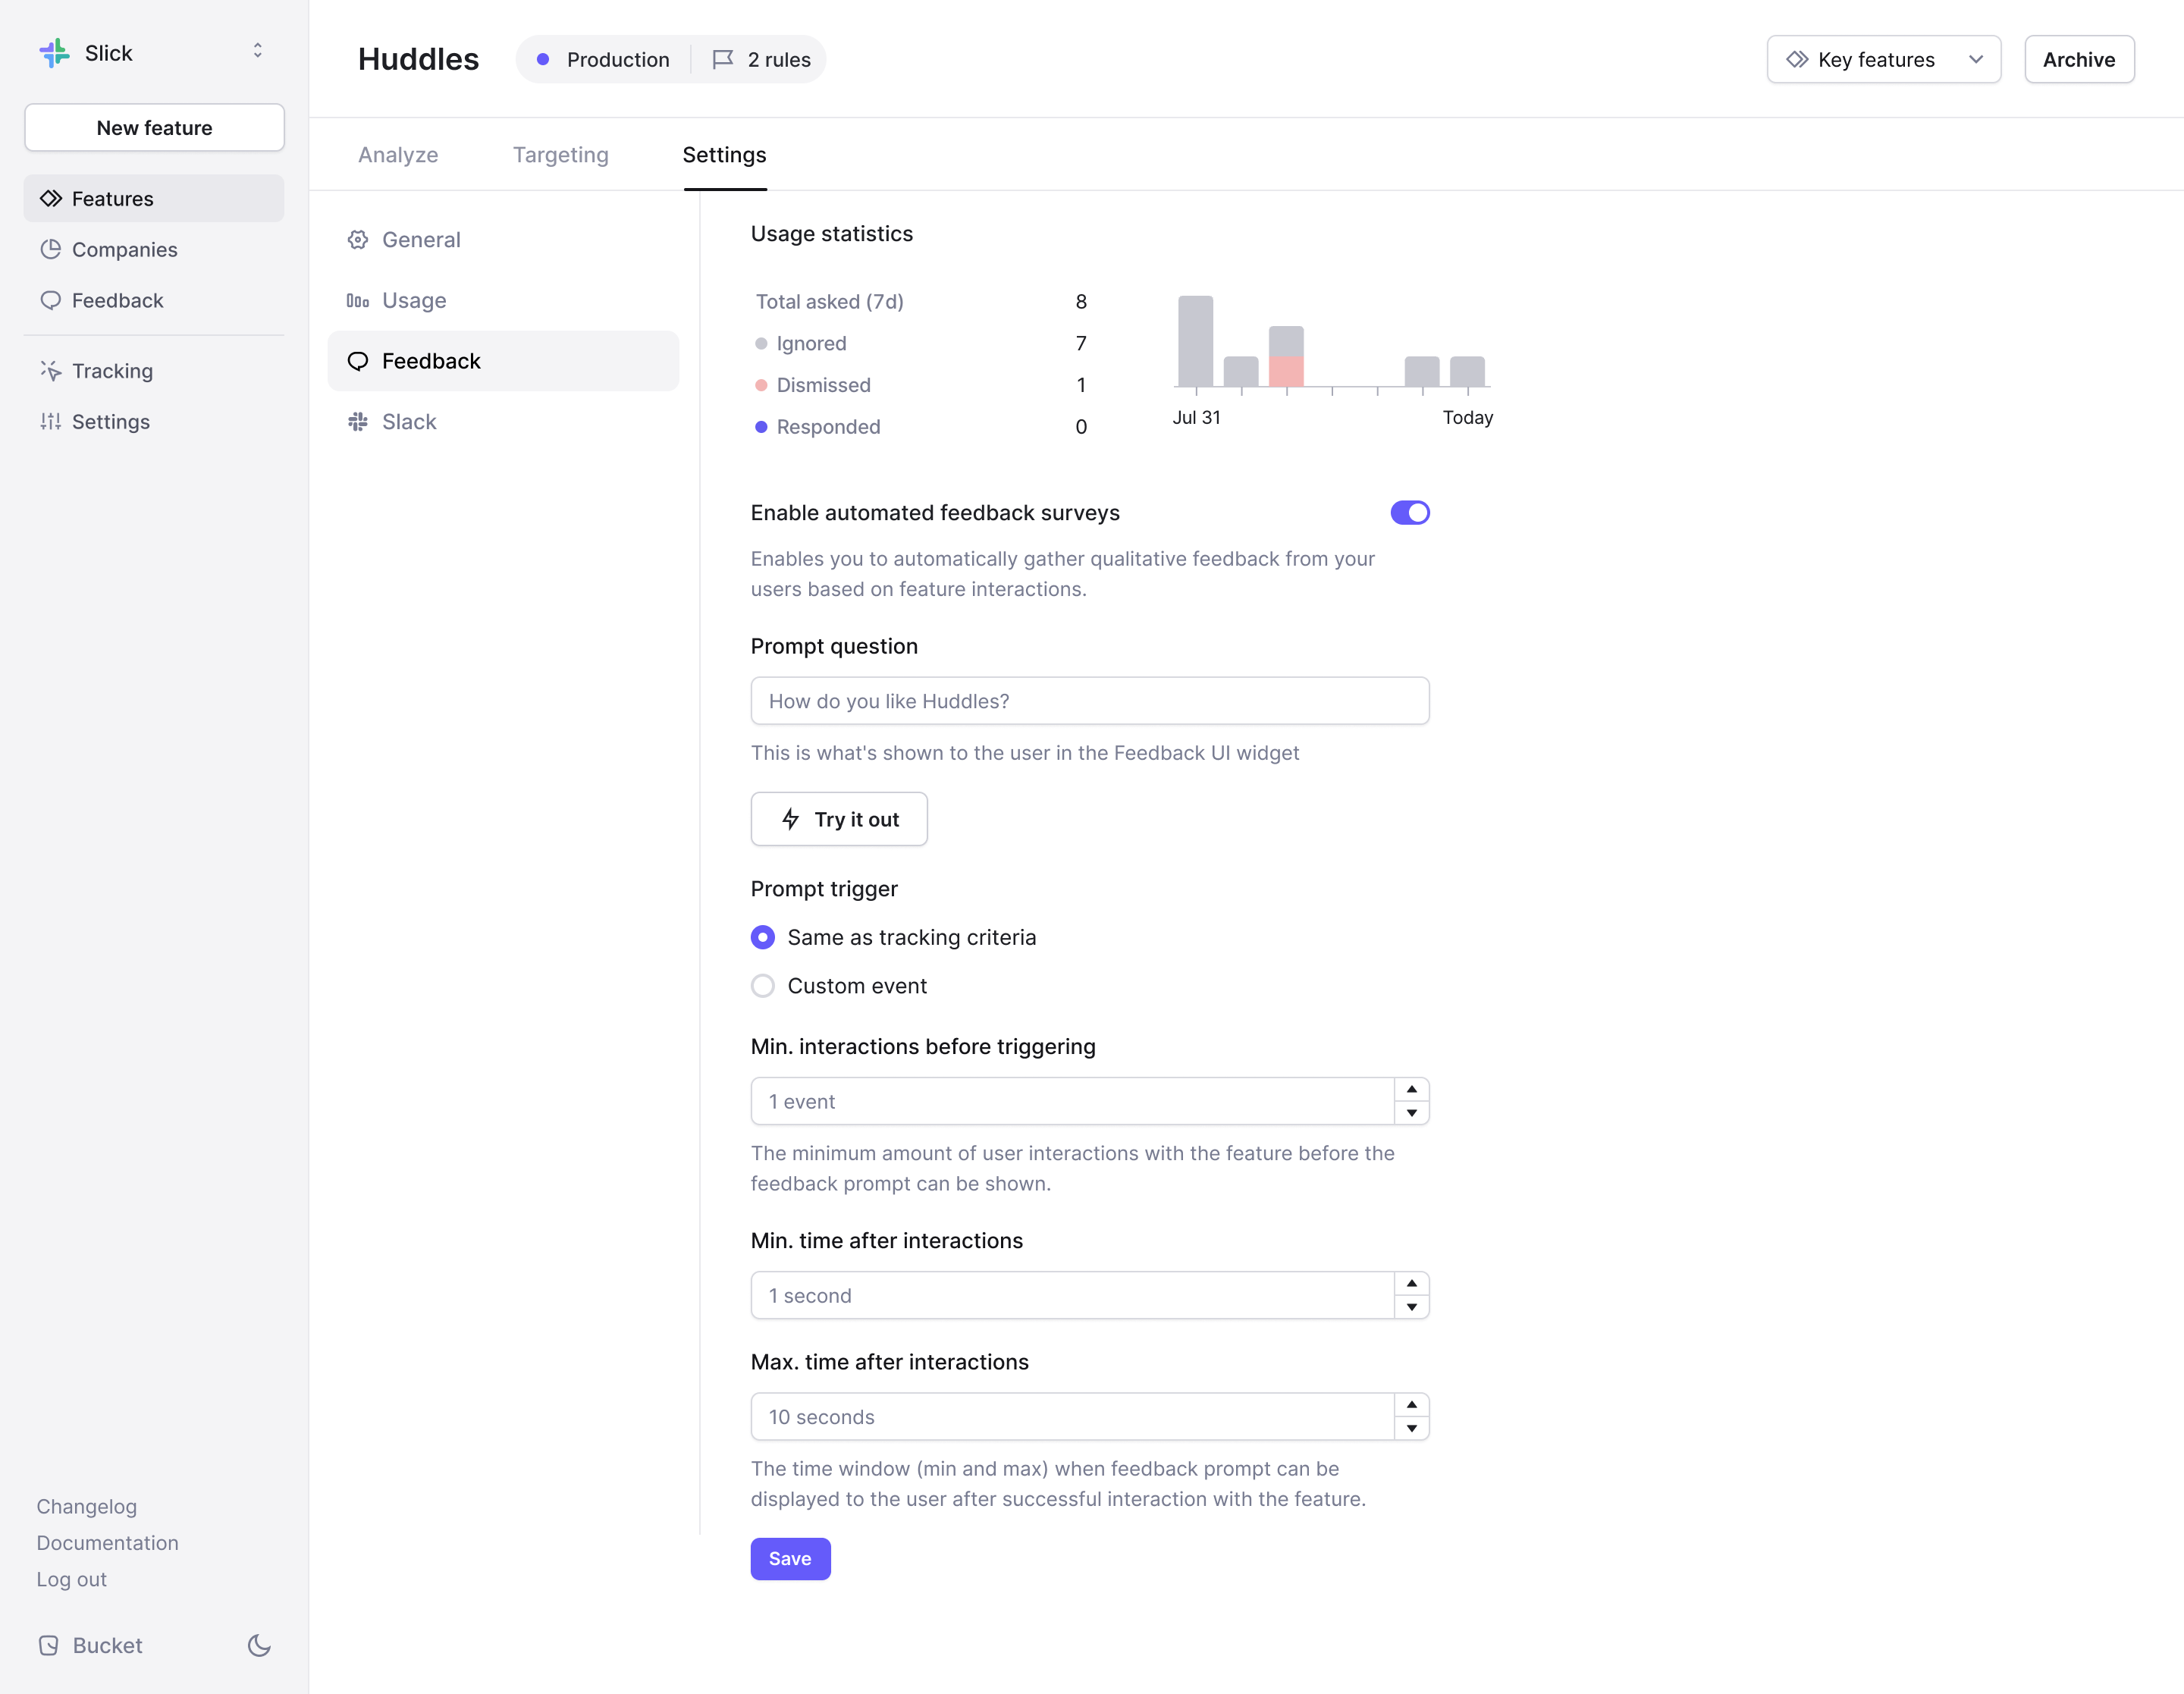 Slick
New feature
Features
Companies
Feedback
Tracking
Settings
Changelog
Documentation
Log out
Bucket
Huddles
Production
2 rules
Key features
Archive
Analyze
Targeting
Settings
General
Usage
Feedback
Slack
Usage statistics
Total asked (7d) 8
Ignored 7
Dismissed 1
Responded 0
Jul 31
Today
Enable automated feedback surveys
Enables you to automatically gather qualitative feedback from your
users based on feature interactions.
Prompt question
How do you like Huddles?
This is what's shown to the user in the Feedback UI widget
Try it out
Prompt trigger
Same as tracking criteria
Custom event
Min. interactions before triggering
1 event
The minimum amount of user interactions with the feature before the
feedback prompt can be shown.
Min. time after interactions
1 second
Max. time after interactions
10 seconds
The time window (min and max) when feedback prompt can be
displayed to the user after successful interaction with the feature.
Save